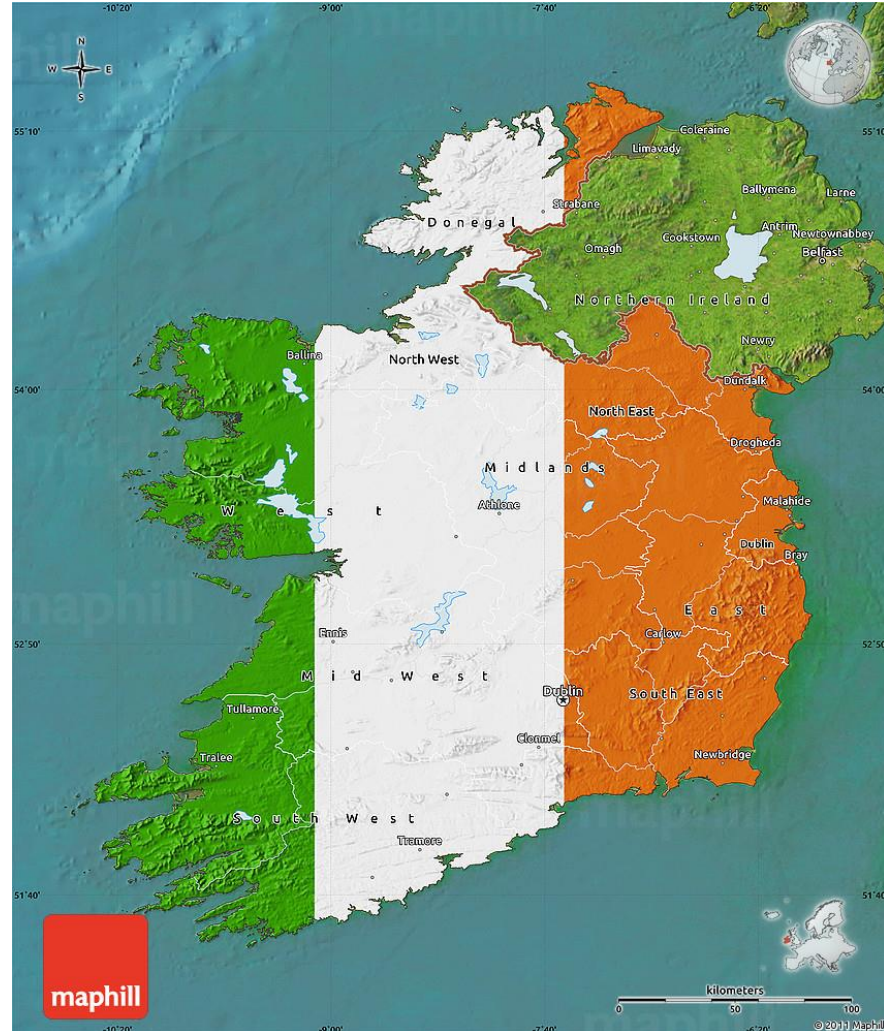 -10°20'
-9°00'
-7°40'
-6°20'
N
W E
S
55°10'
55°10'
Coleraine
Limavady
Ballymena
Larne
Strabane
Donegal
Cookstown
Antrim
Newtownabbey
Omagh
Belfast
Northern Ireland
Newry
Ballina
North West
Dundalk
54°00'
54°00'
North East
Drogheda
Midlands
West
Athlone
Malahide
Dublin
Bray
maphill
East
Ennis
Carlow
52°50'
52°50'
Mid West
Dublin
South East
Tullamore
Clonmel
Tralee
Newbridge
South West
Tramore
51°40'
51°40'
maphill
kilometers
0 50 100
-10°20'
-9°00'
-7°40'
-6°20'
© 2011 Maphill